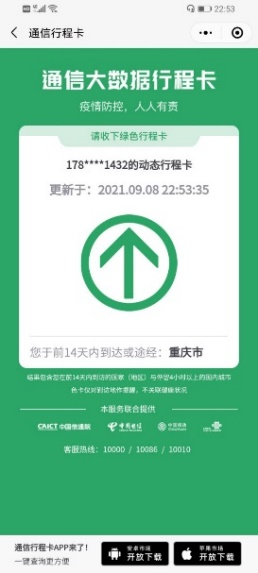 22:53
通信行程卡
通信大数据行程卡
疫情防控，人人有责
请收下绿色行程卡
178****1432的动态行程卡
更新于：2021.09.08 22:53:35
您于前14天内到达或途经：重庆市
结果包含您在前14天内到访的国家（地区）与停留4小时以上的国内城市
色卡仅对到访地作提醒，不关联健康状况
本服务联合提供
CAICT 中国信通院 中国电信 中国移动 China Mobile 中国联通
客服热线：10000 / 10086 / 10010
通信行程卡APP来了！
一键查询更方便
安卓市场
开放下载
苹果市场
开放下载